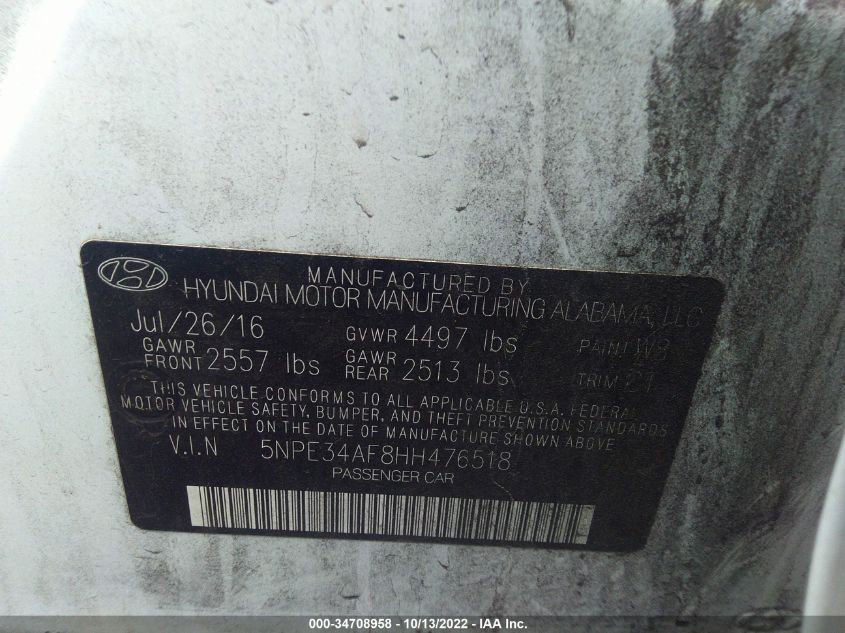 MANUFACTURED BY
HYUNDAI MOTOR MANUFACTURING ALABAMA, LLC
Jul/26/16 GVWR 4497 lbs PAINT W8
GAWR FRONT 2557 lbs GAWR REAR 2513 lbs TRIM
THIS VEHICLE CONFORMS TO ALL APPLICABLE U.S.A. FEDERAL
MOTOR VEHICLE SAFETY, BUMPER, AND THEFT PREVENTION STANDARDS
IN EFFECT ON THE DATE OF MANUFACTURE SHOWN ABOVE
V.I.N 5NPE34AF8HH476518
PASSENGER CAR
000-34708958 - 10/13/2022 - IAA Inc.